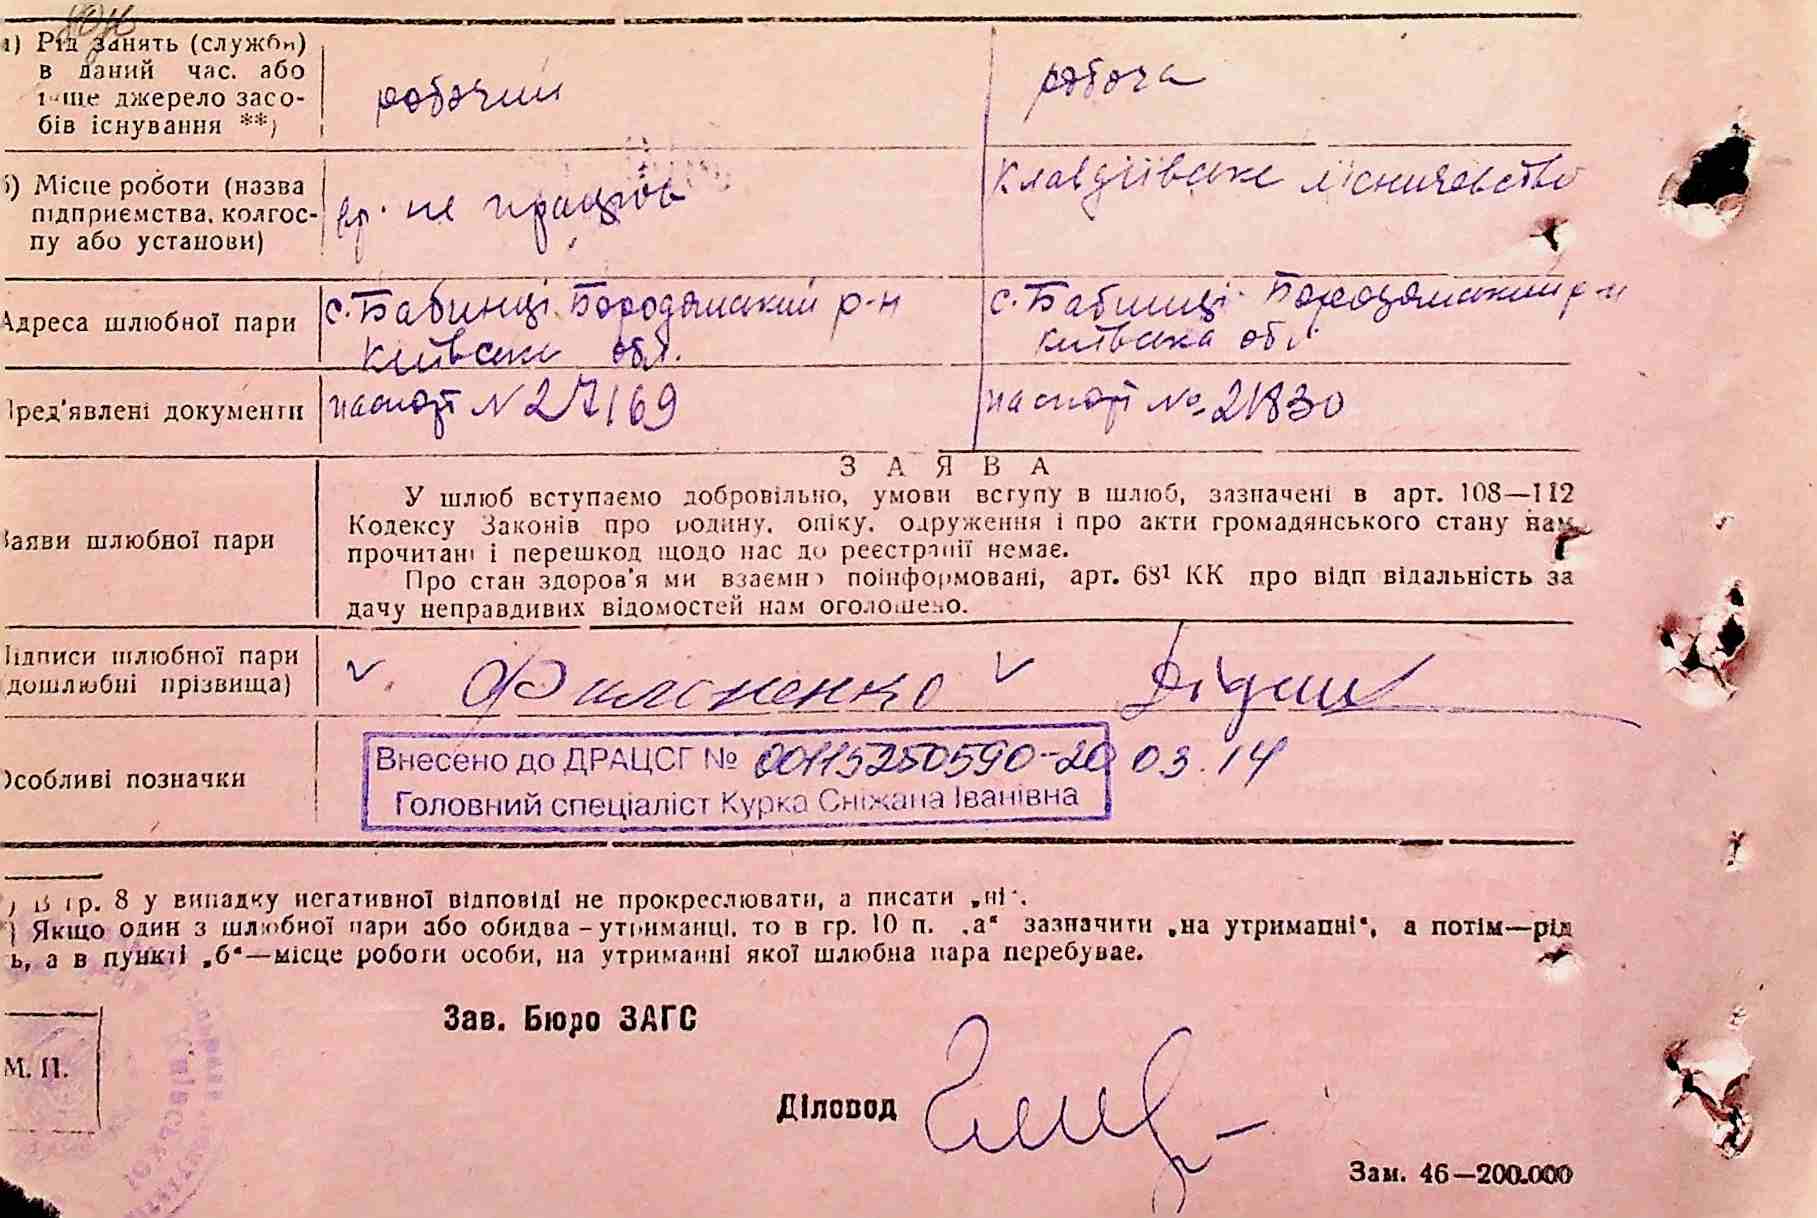 а) Рід занять (служби) в даний час, або інше джерело засобів існування **)
робочий
робоча
б) Місце роботи (назва підприємства, колгоспу або установи)
вр. не працює
Клавдіївське лісничевство
Адреса шлюбної пари
с. Бабинці Бородянський р-н
Київська обл.
с. Бабинці Бородянський р-н
Київська обл.
Пред'явлені документи
паспорт N 27169
паспорт №. 21830
З А Я В А
Заяви шлюбної пари
У шлюб вступаємо добровільно, умови вступу в шлюб, зазначені в арт. 108—112
Кодексу Законів про родину, опіку, одруження і про акти громадянського стану нам
прочитані і перешкод щодо нас до реєстрації немає.
Про стан здоров'я ми взаємно поінформовані, арт. 68¹ КК про відповідальність за
дачу неправдивих відомостей нам оголошено.
Підписи шлюбної пари
(дошлюбні прізвища)
Филоненко
Дідик
Особливі позначки
Внесено до ДРАЦСГ № 00115250590-20 03.14
Головний спеціаліст Курка Сніжана Іванівна
) В гр. 8 у випадку негативної відповіді не прокреслювати, а писати „ні“.
) Якщо один з шлюбної пари або обидва–утриманці, то в гр. 10 п. „а“ зазначити „на утриманні“, а потім—рід
ь, а в пункті „б“—місце роботи особи, на утриманні якої шлюбна пара перебуває.
Зав. Бюро ЗАГС
М. П.
Діловод
Зам. 46—200.000